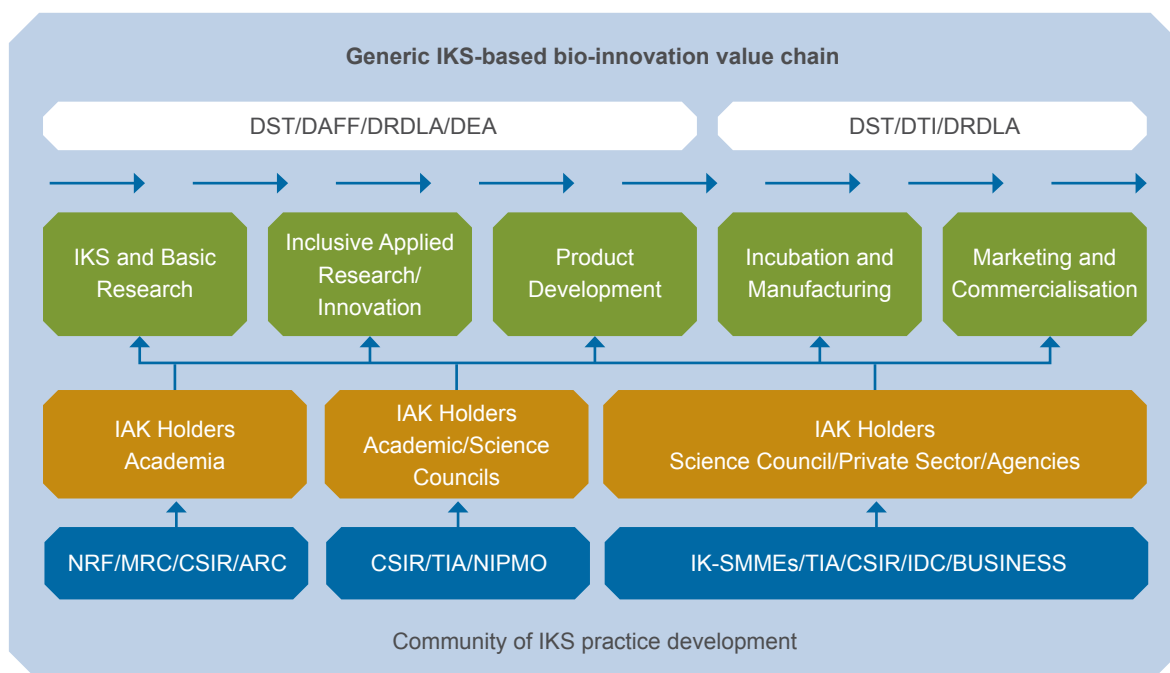 Generic IKS-based bio-innovation value chain
DST/DAFF/DRDLA/DEA
DST/DTI/DRDLA
IKS and Basic
Research
Inclusive Applied
Research/
Innovation
Product
Development
Incubation and
Manufacturing
Marketing and
Commercialisation
IAK Holders
Academia
IAK Holders
Academic/Science
Councils
IAK Holders
Science Council/Private Sector/Agencies
NRF/MRC/CSIR/ARC
CSIR/TIA/NIPMO
IK-SMMEs/TIA/CSIR/IDC/BUSINESS
Community of IKS practice development